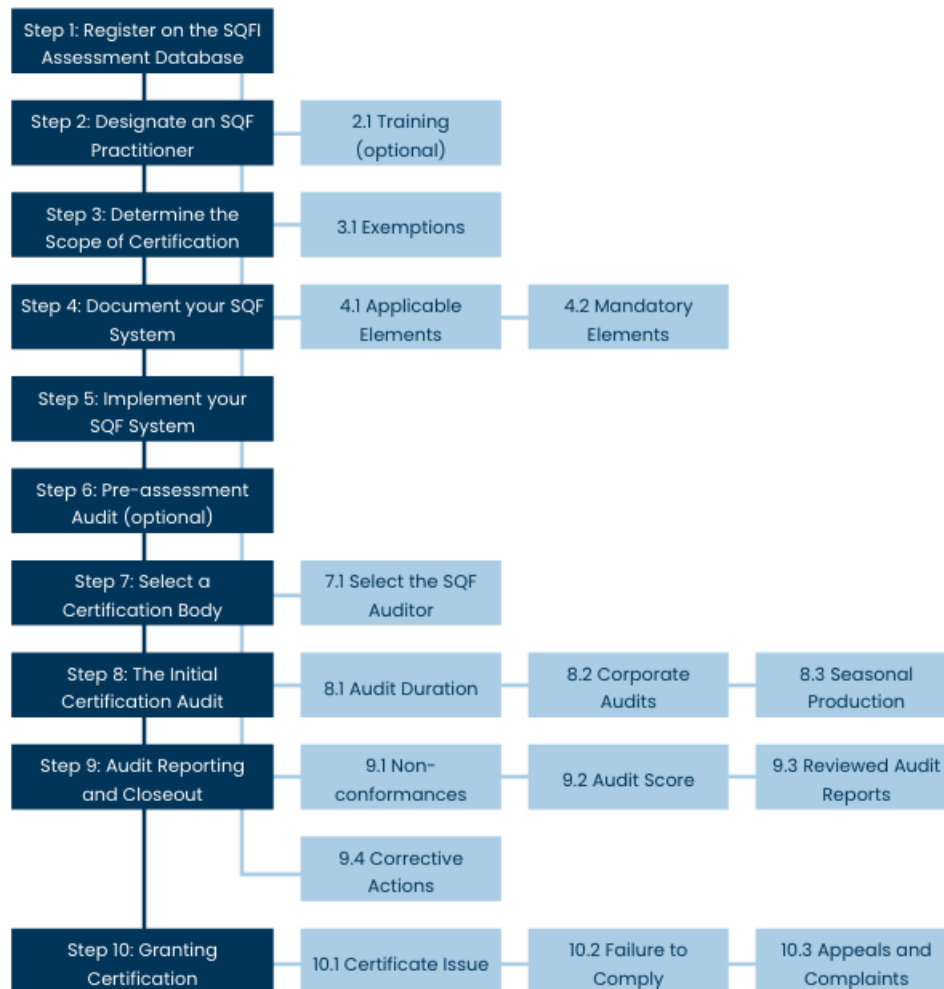 Step 1: Register on the SQFI
Assessment Database
Step 2: Designate an SQF
Practitioner
2.1 Training
(optional)
Step 3: Determine the
Scope of Certification
3.1 Exemptions
Step 4: Document your SQF
System
4.1 Applicable
Elements
4.2 Mandatory
Elements
Step 5: Implement your
SQF System
Step 6: Pre-assessment
Audit (optional)
Step 7: Select a
Certification Body
7.1 Select the SQF
Auditor
Step 8: The Initial
Certification Audit
8.1 Audit Duration
8.2 Corporate
Audits
8.3 Seasonal
Production
Step 9: Audit Reporting
and Closeout
9.1 Non-
conformances
9.2 Audit Score
9.3 Reviewed Audit
Reports
9.4 Corrective
Actions
Step 10: Granting
Certification
10.1 Certificate Issue
10.2 Failure to
Comply
10.3 Appeals and
Complaints